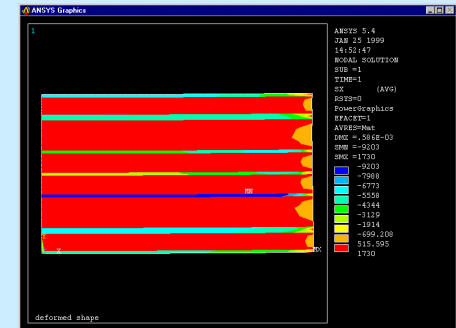 ANSYS Graphics
1
ANSYS 5.4
JAN 25 1999
14:52:47
NODAL SOLUTION
SUB =1
TIME=1
SX (AVG)
RSYS=0
PowerGraphics
EFACET=1
AVRES=Mat
DMX =.586E-03
SMN =-9203
SMX =1730
-9203
-7988
-6773
-5558
-4344
-3129
-1914
-699.208
515.595
1730
MN
Y
X
MX
deformed shape